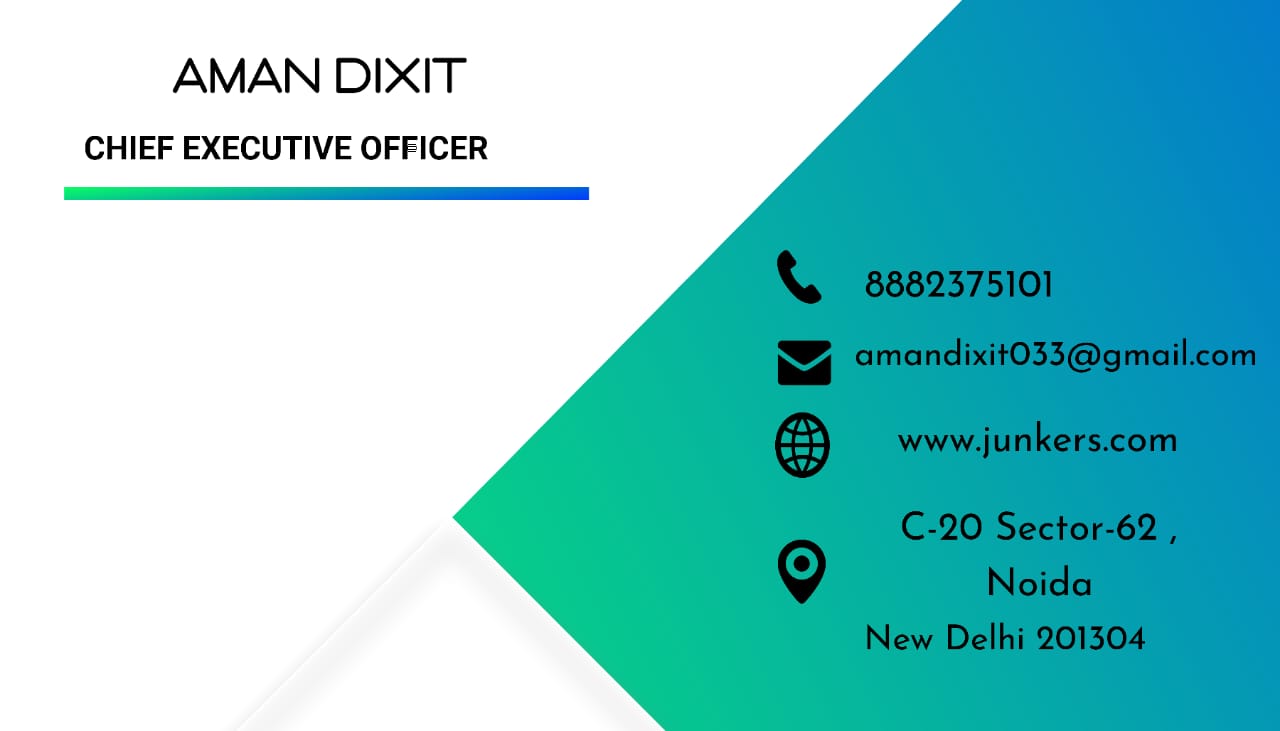 AMAN DIXIT
CHIEF EXECUTIVE OFFICER
8882375101
amandixit033@gmail.com
www.junkers.com
C-20 Sector-62 ,
Noida
New Delhi 201304